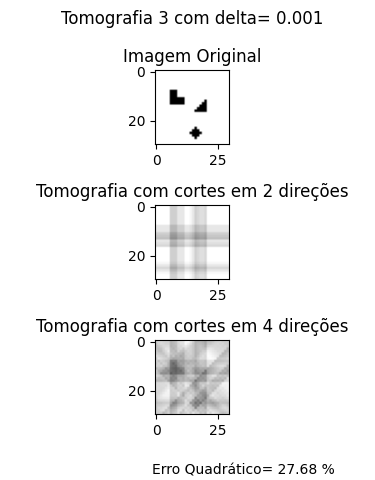 Tomografia 3 com delta= 0.001
Imagem Original
0
20
0
25
Tomografia com cortes em 2 direções
0
20
0
25
Tomografia com cortes em 4 direções
0
20
0
25
Erro Quadrático= 27.68 %